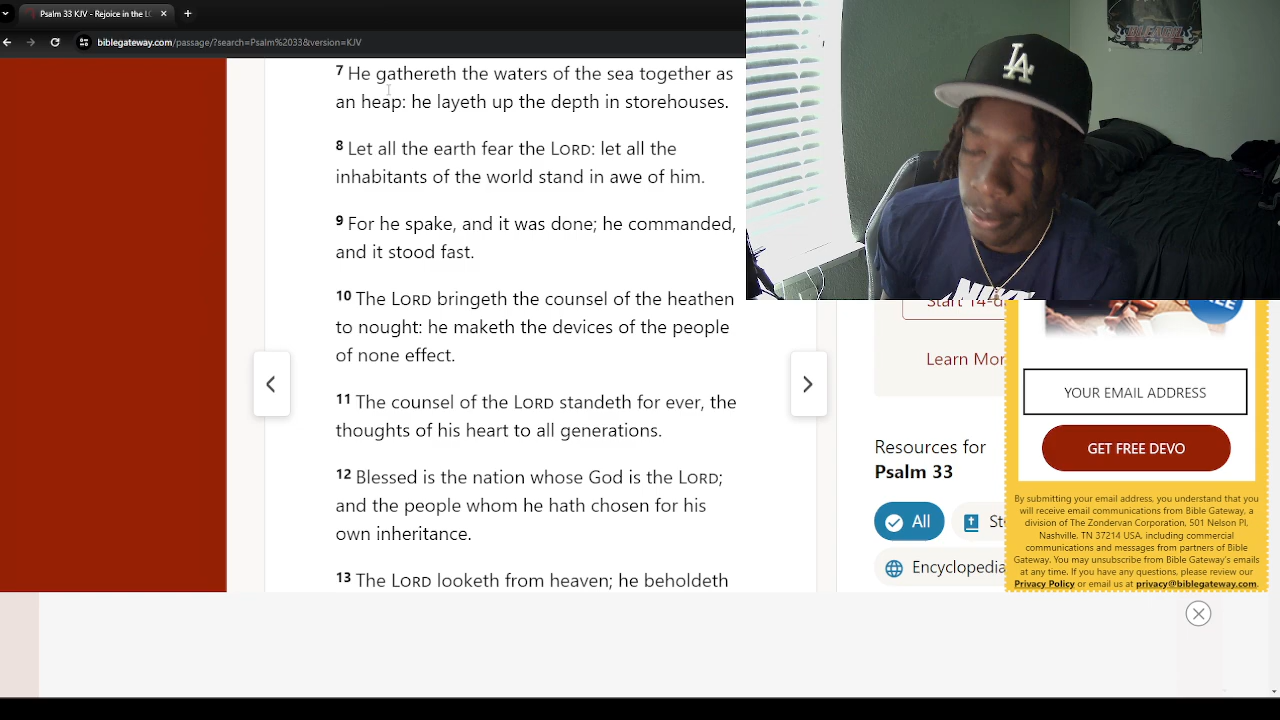 Psalm 33 KJV - Rejoice in the LO
biblegateway.com/passage/?search=Psalm%2033&version=KJV
7 He gathereth the waters of the sea together as
an heap: he layeth up the depth in storehouses.
8 Let all the earth fear the LORD: let all the
inhabitants of the world stand in awe of him.
9 For he spake, and it was done; he commanded,
and it stood fast.
10 The LORD bringeth the counsel of the heathen
to nought: he maketh the devices of the people
of none effect.
11 The counsel of the LORD standeth for ever, the
thoughts of his heart to all generations.
12 Blessed is the nation whose God is the LORD;
and the people whom he hath chosen for his
own inheritance.
13 The LORD looketh from heaven; he beholdeth
LA
NIKE
Start 14-d
Learn Mor
Resources for
Psalm 33
All
St
Encyclopedia
EE
YOUR EMAIL ADDRESS
GET FREE DEVO
By submitting your email address, you understand that you
will receive email communications from Bible Gateway, a
division of The Zondervan Corporation, 501 Nelson Pl,
Nashville, TN 37214 USA, including commercial
communications and messages from partners of Bible
Gateway. You may unsubscribe from Bible Gateway's emails
at any time. If you have any questions, please review our
Privacy Policy or email us at privacy@biblegateway.com.